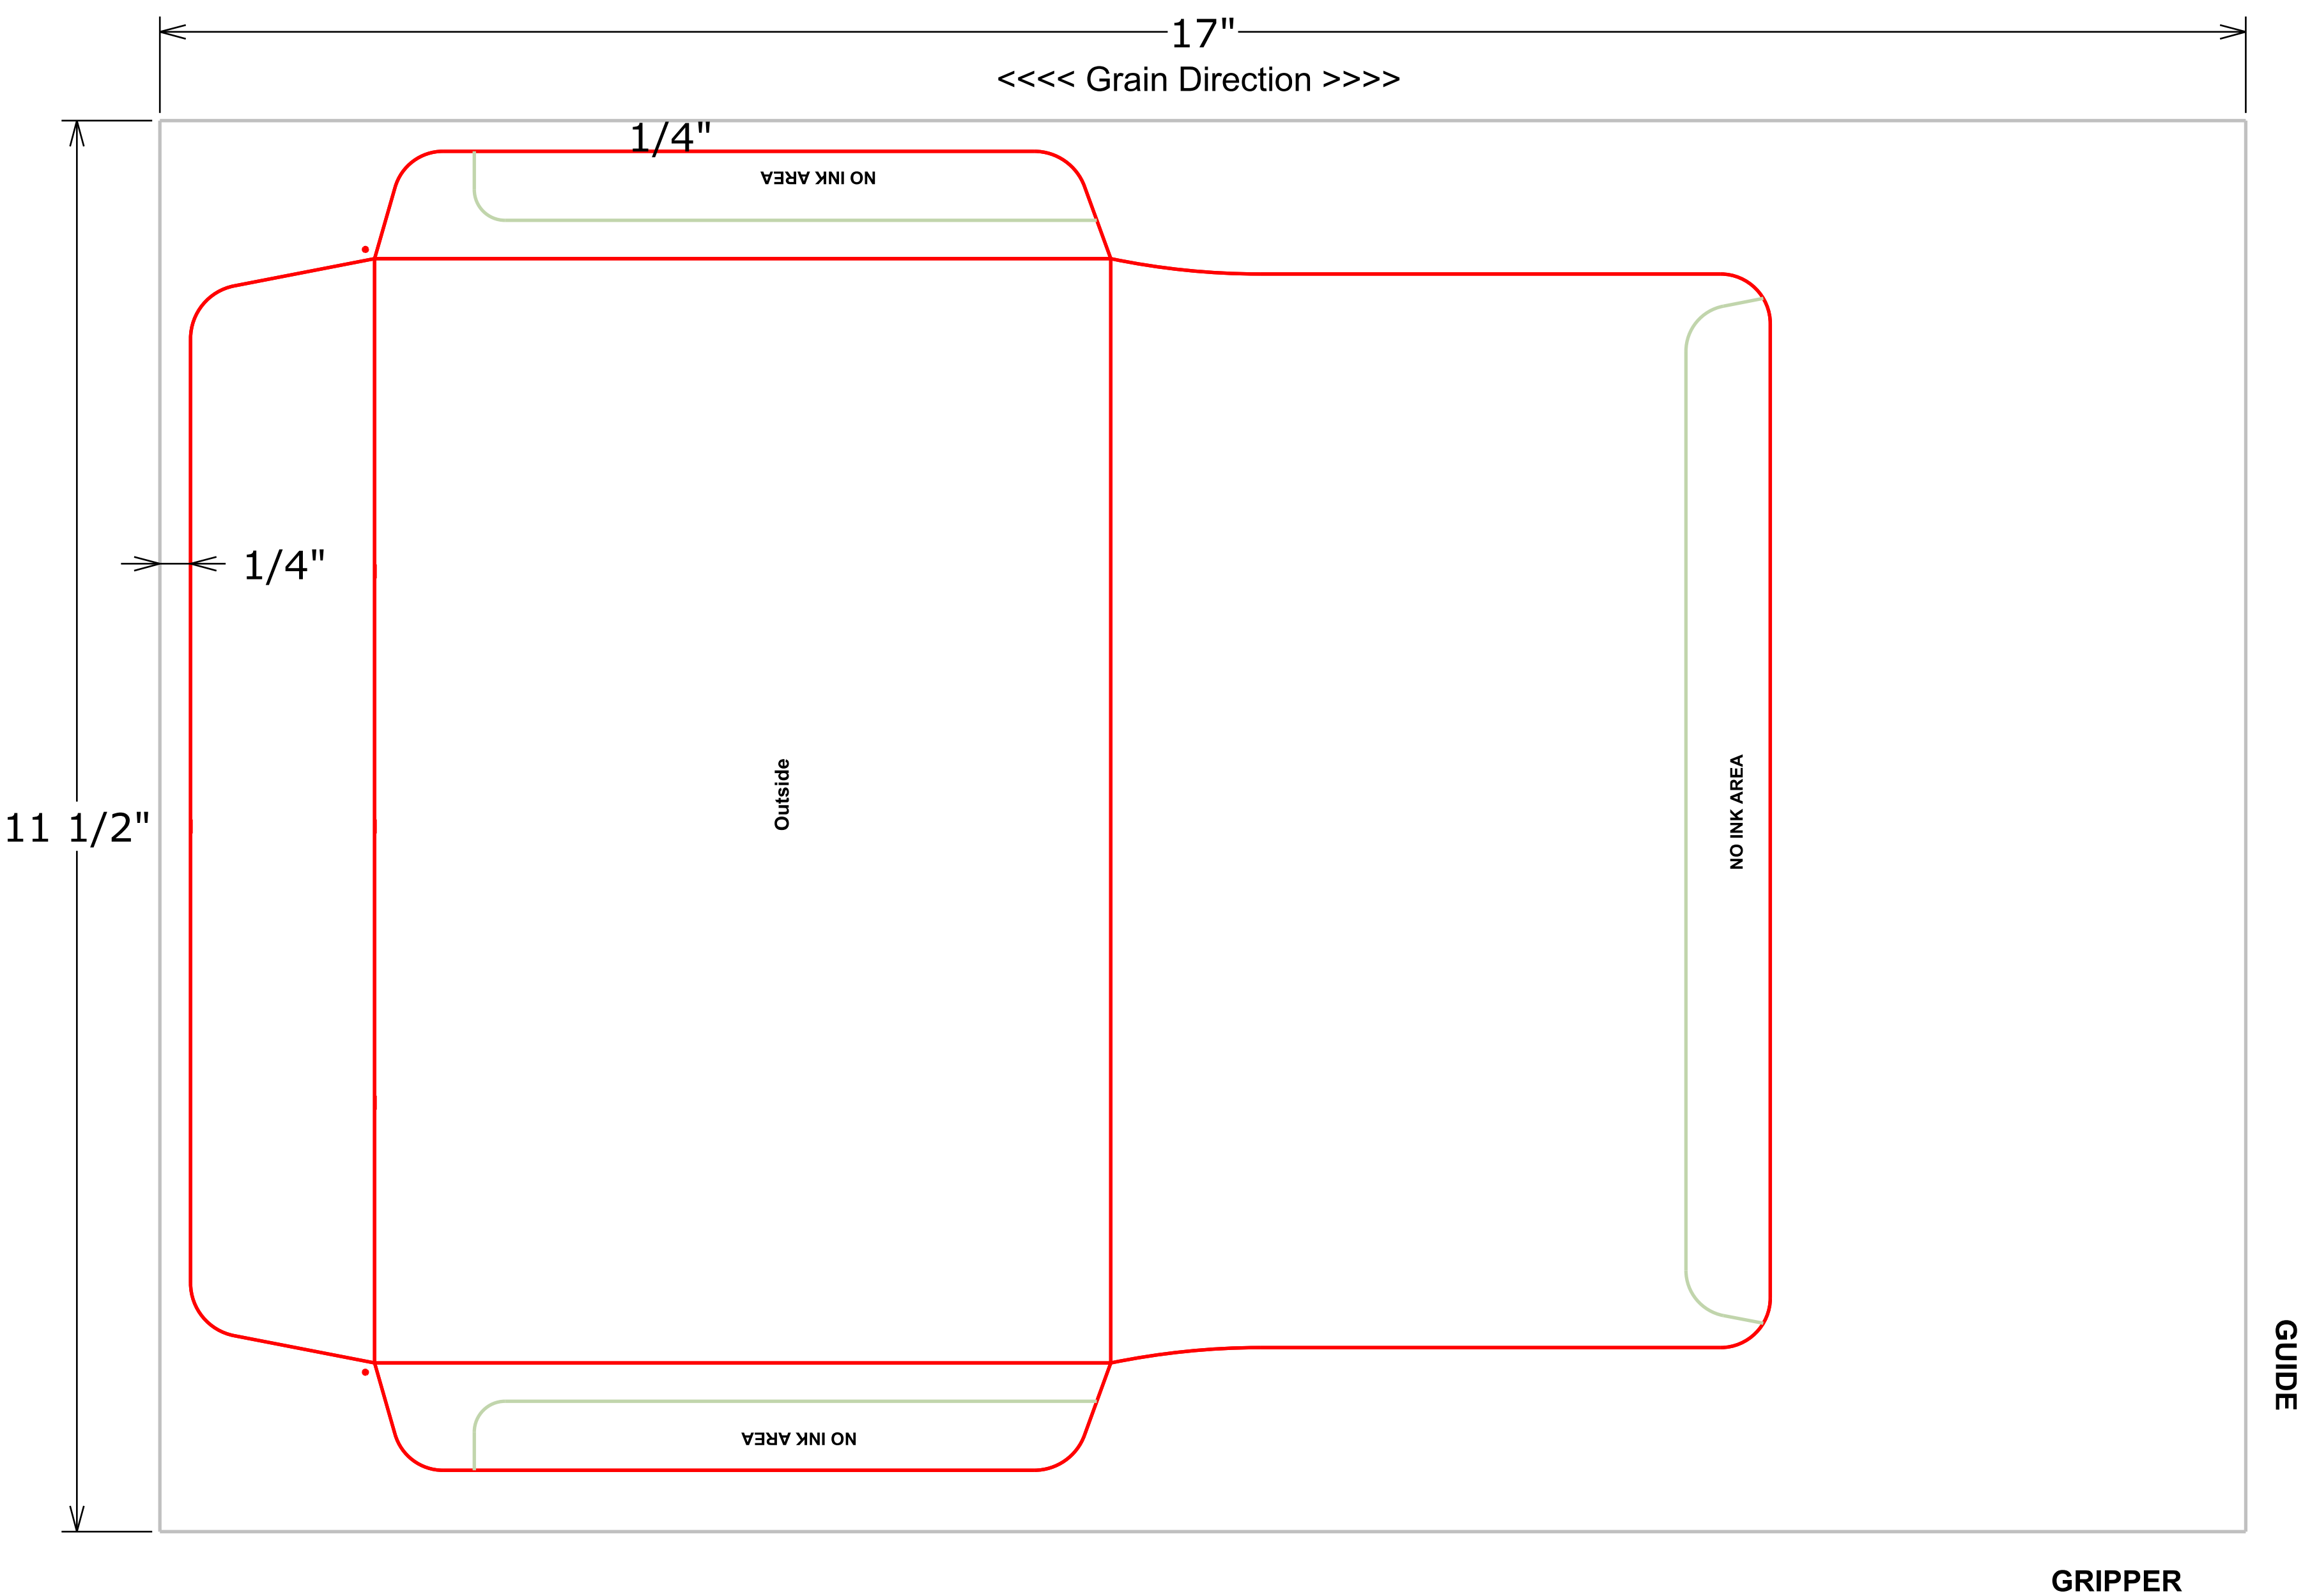 17"
<<<< Grain Direction >>>>
1/4"
NO INK AREA
1/4"
Outside
NO INK AREA
11 1/2"
GUIDE
NO INK AREA
GRIPPER